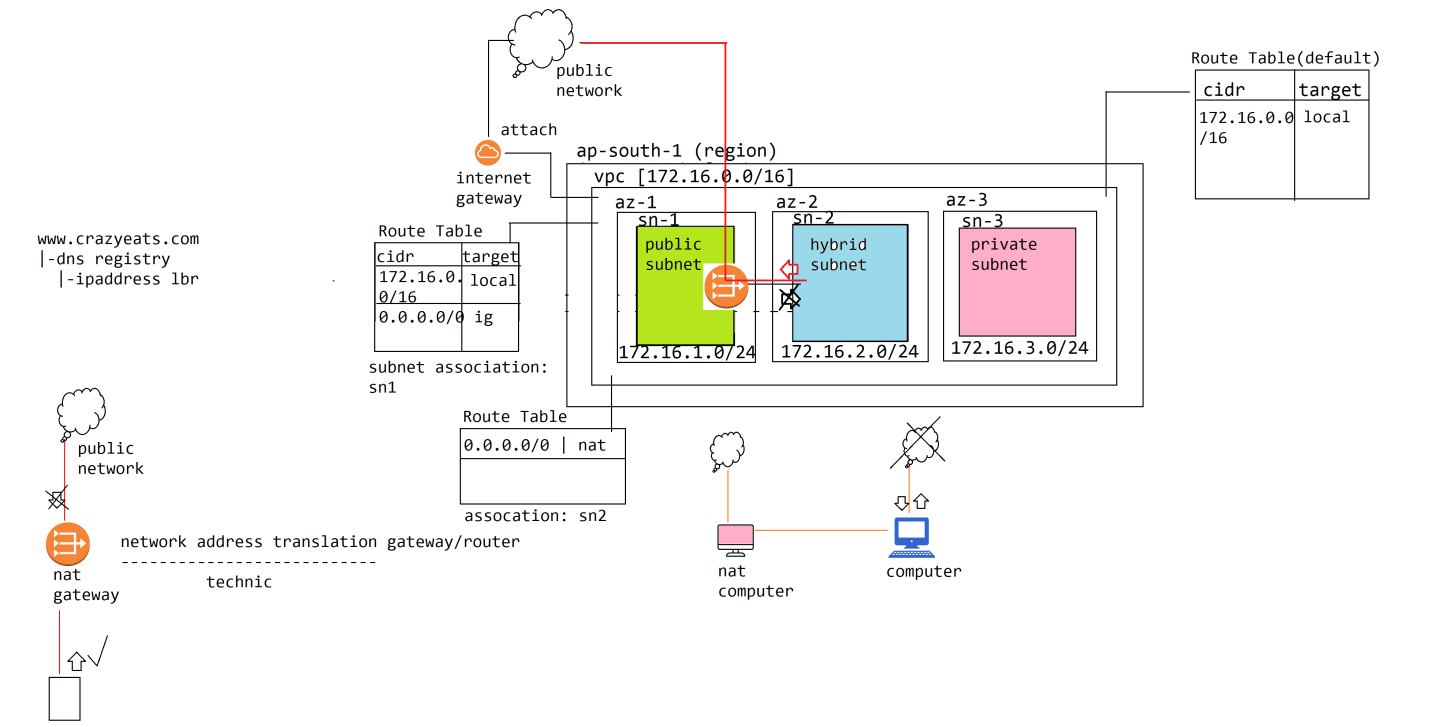 public
network
Route Table(default)
cidr target
172.16.0.0 local
/16
attach
internet
gateway
ap-south-1 (region)
vpc [172.16.0.0/16]
az-1
az-2
az-3
sn-1
sn-2
sn-3
public
subnet
hybrid
subnet
private
subnet
172.16.1.0/24
172.16.2.0/24
172.16.3.0/24
Route Table
cidr target
172.16.0. local
0/16
0.0.0.0/0 ig
subnet association:
sn1
www.crazyeats.com
|-dns registry
|-ipaddress lbr
Route Table
0.0.0.0/0 | nat
assocation: sn2
public
network
network address translation gateway/router
---------------------------
technic
nat
gateway
nat
computer
computer